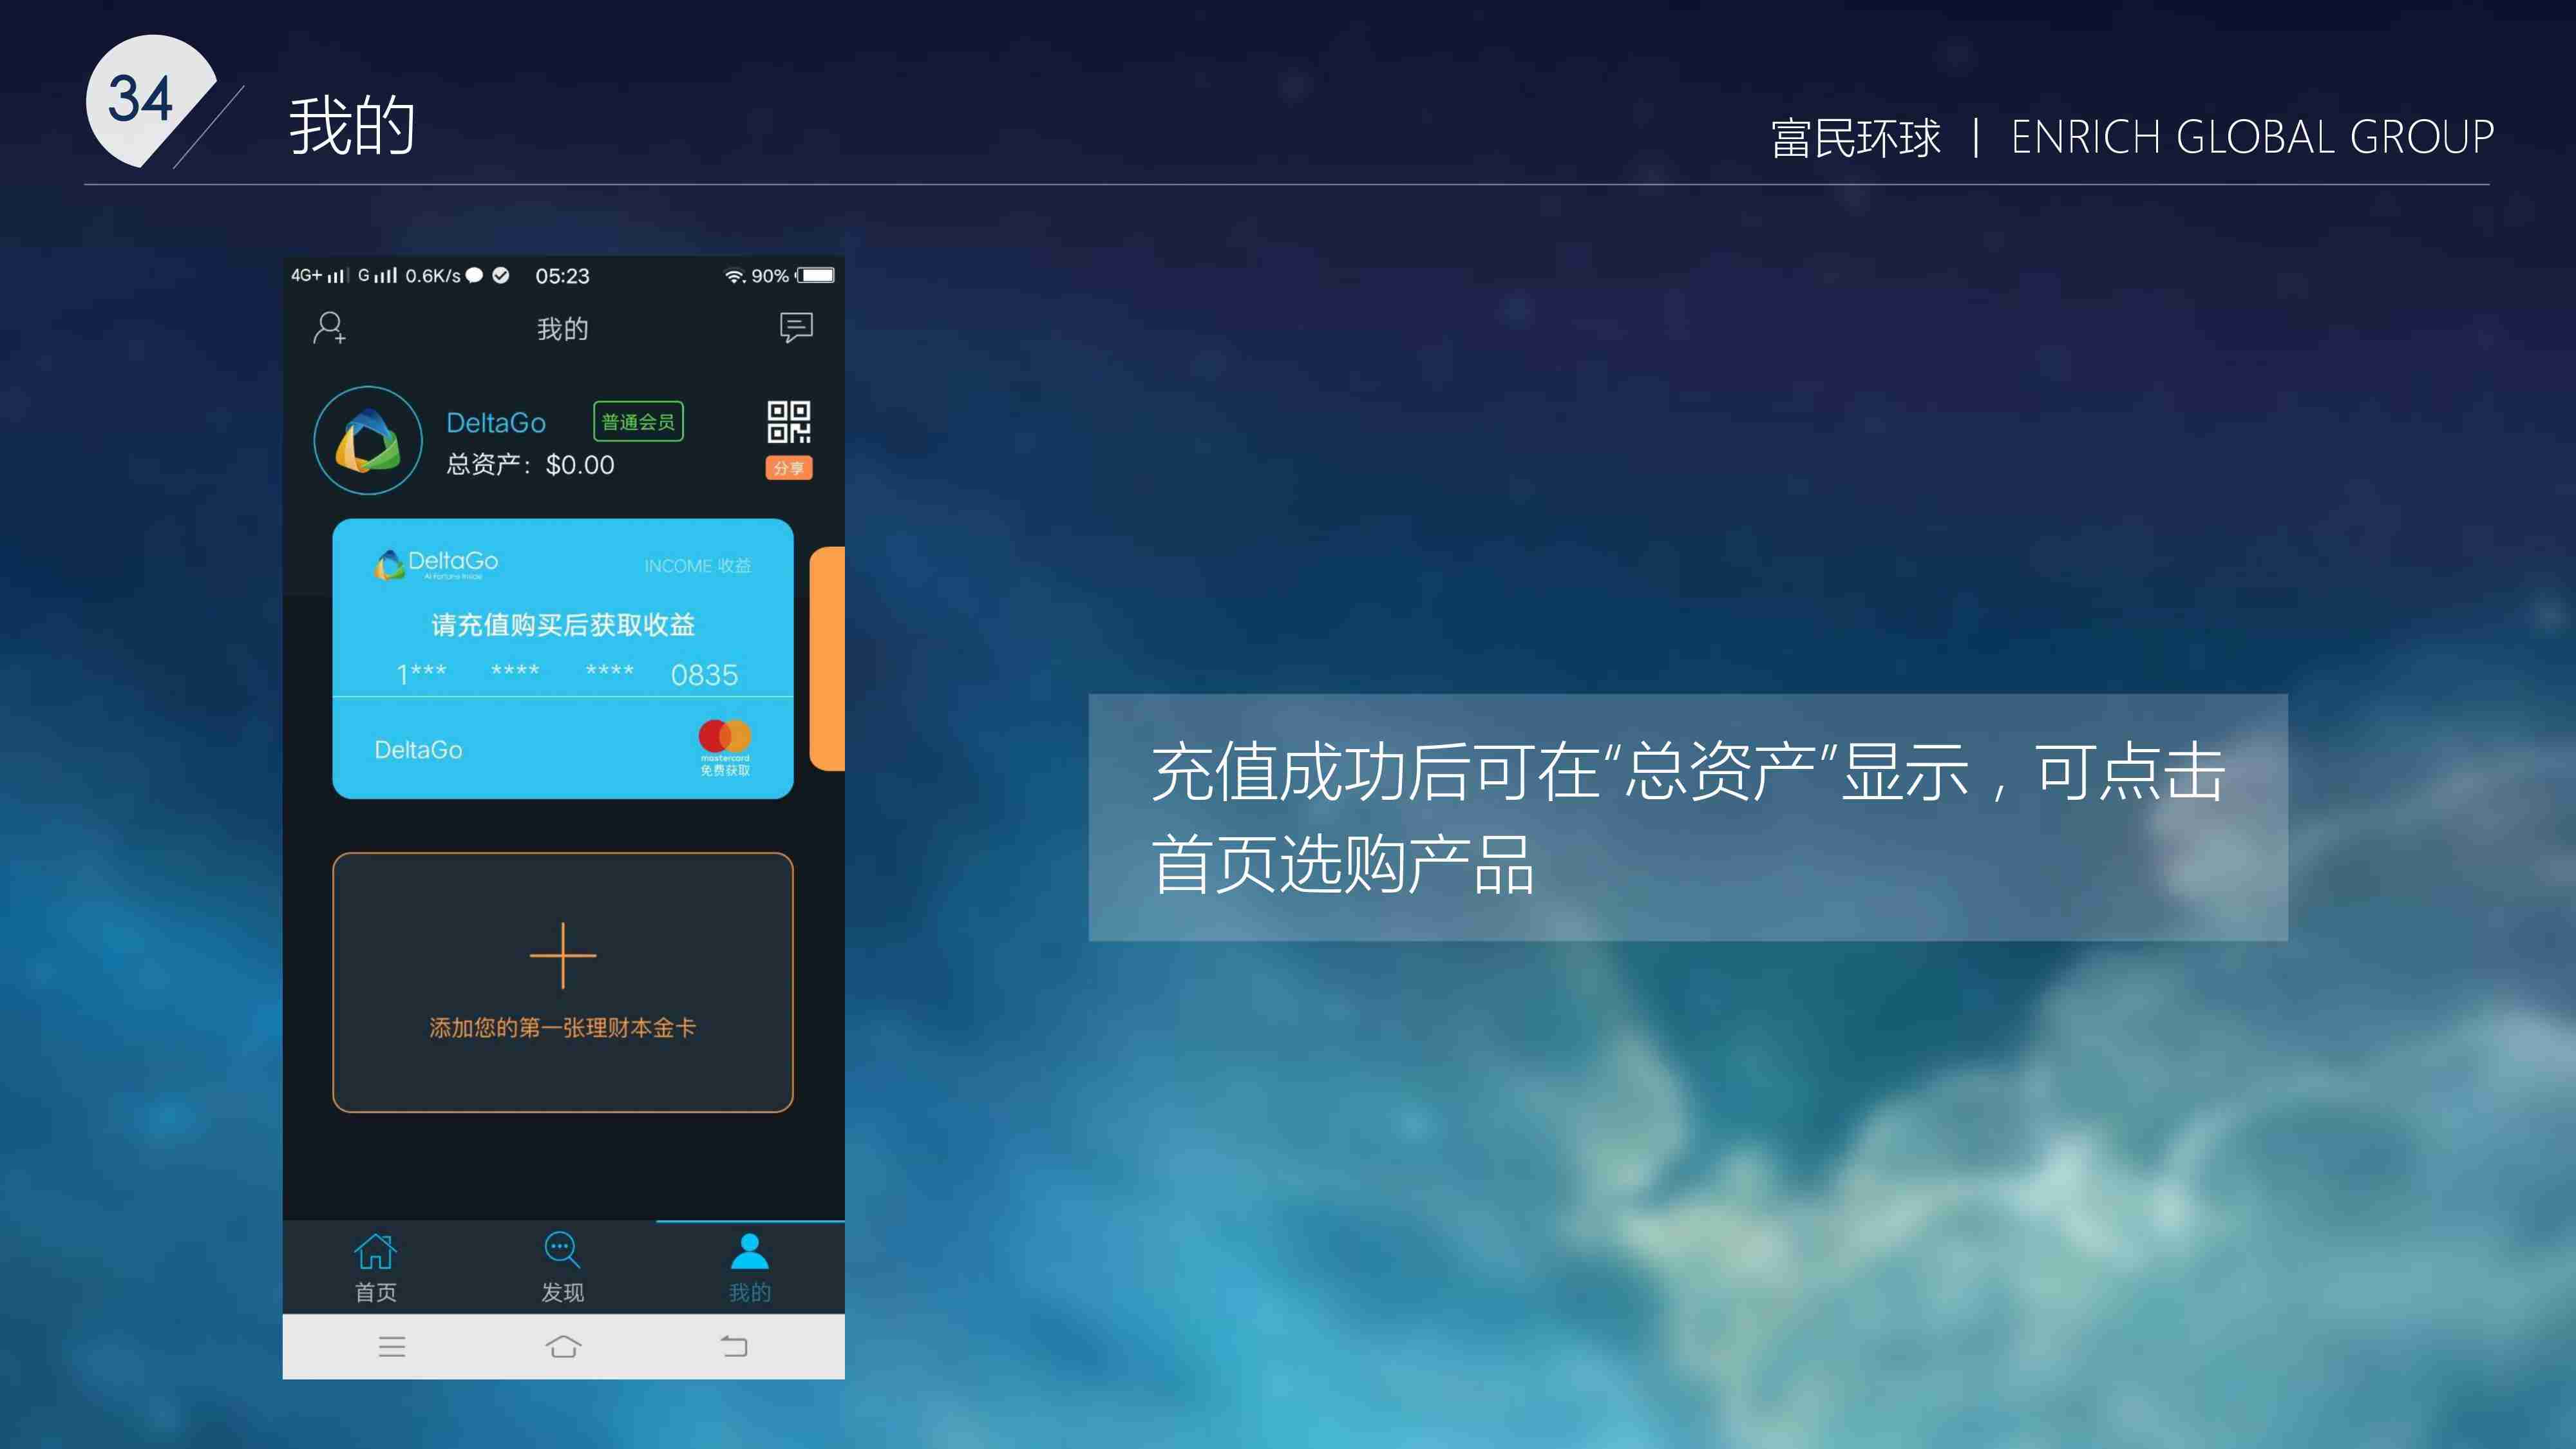 34
我的
富民环球 | ENRICH GLOBAL GROUP
4G+ G 0.6K/s 05:23 90%
我的
DeltaGo 普通会员
总资产：$0.00
分享
DeltaGo INCOME 收益
AI Fortune Inside
请充值购买后获取收益
1*** **** **** 0835
DeltaGo
mastercard
免费获取
添加您的第一张理财本金卡
首页 发现 我的
充值成功后可在“总资产”显示，可点击
首页选购产品